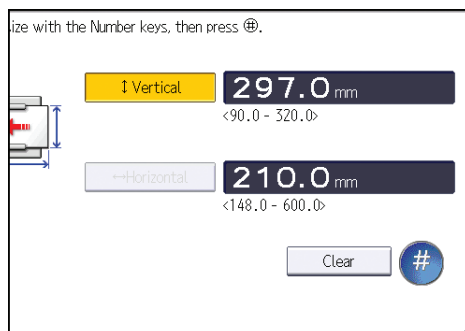 ize with the Number keys, then press ⊕.
↕ Vertical
297.0 mm
<90.0 - 320.0>
↔Horizontal
210.0 mm
<148.0 - 600.0>
Clear
#